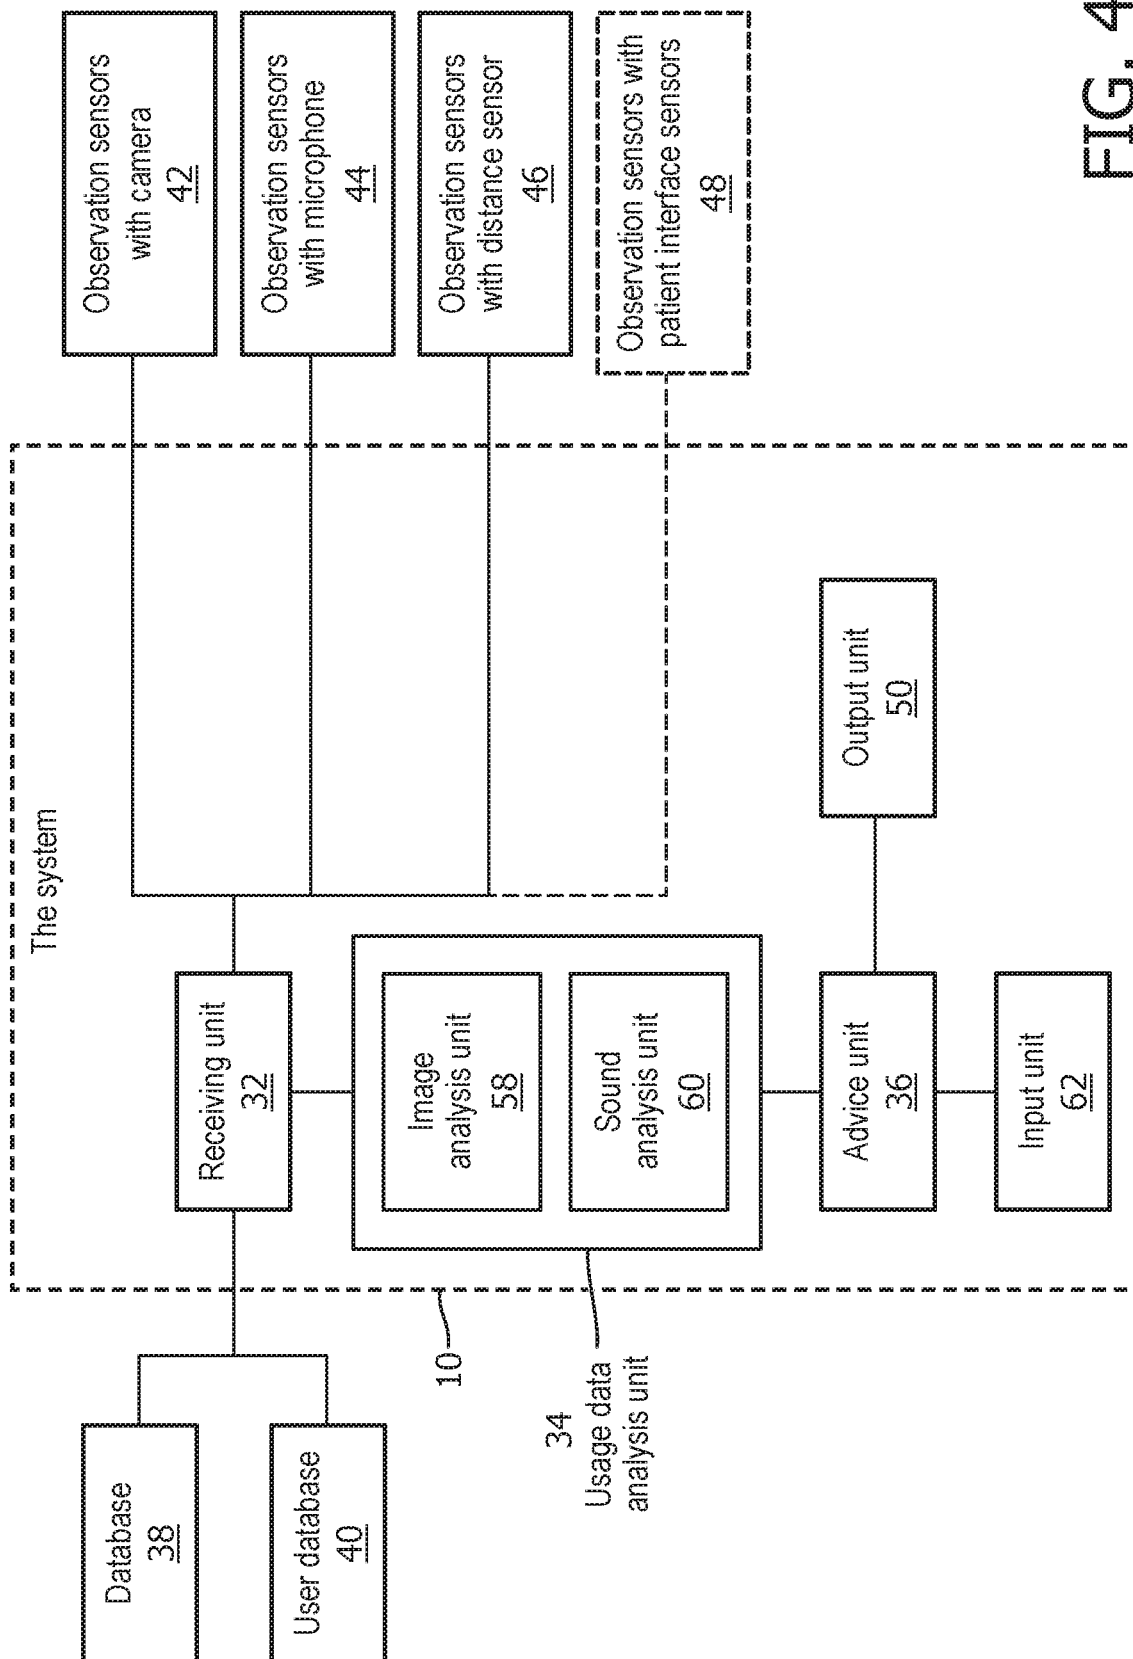 The system
Database
38
User database
40
Receiving unit
32
Observation sensors
with camera
42
Observation sensors
with microphone
44
Observation sensors
with distance sensor
46
Observation sensors with
patient interface sensors
48
10
34
Usage data
analysis unit
Image
analysis unit
58
Sound
analysis unit
60
Advice unit
36
Output unit
50
Input unit
62
FIG. 4